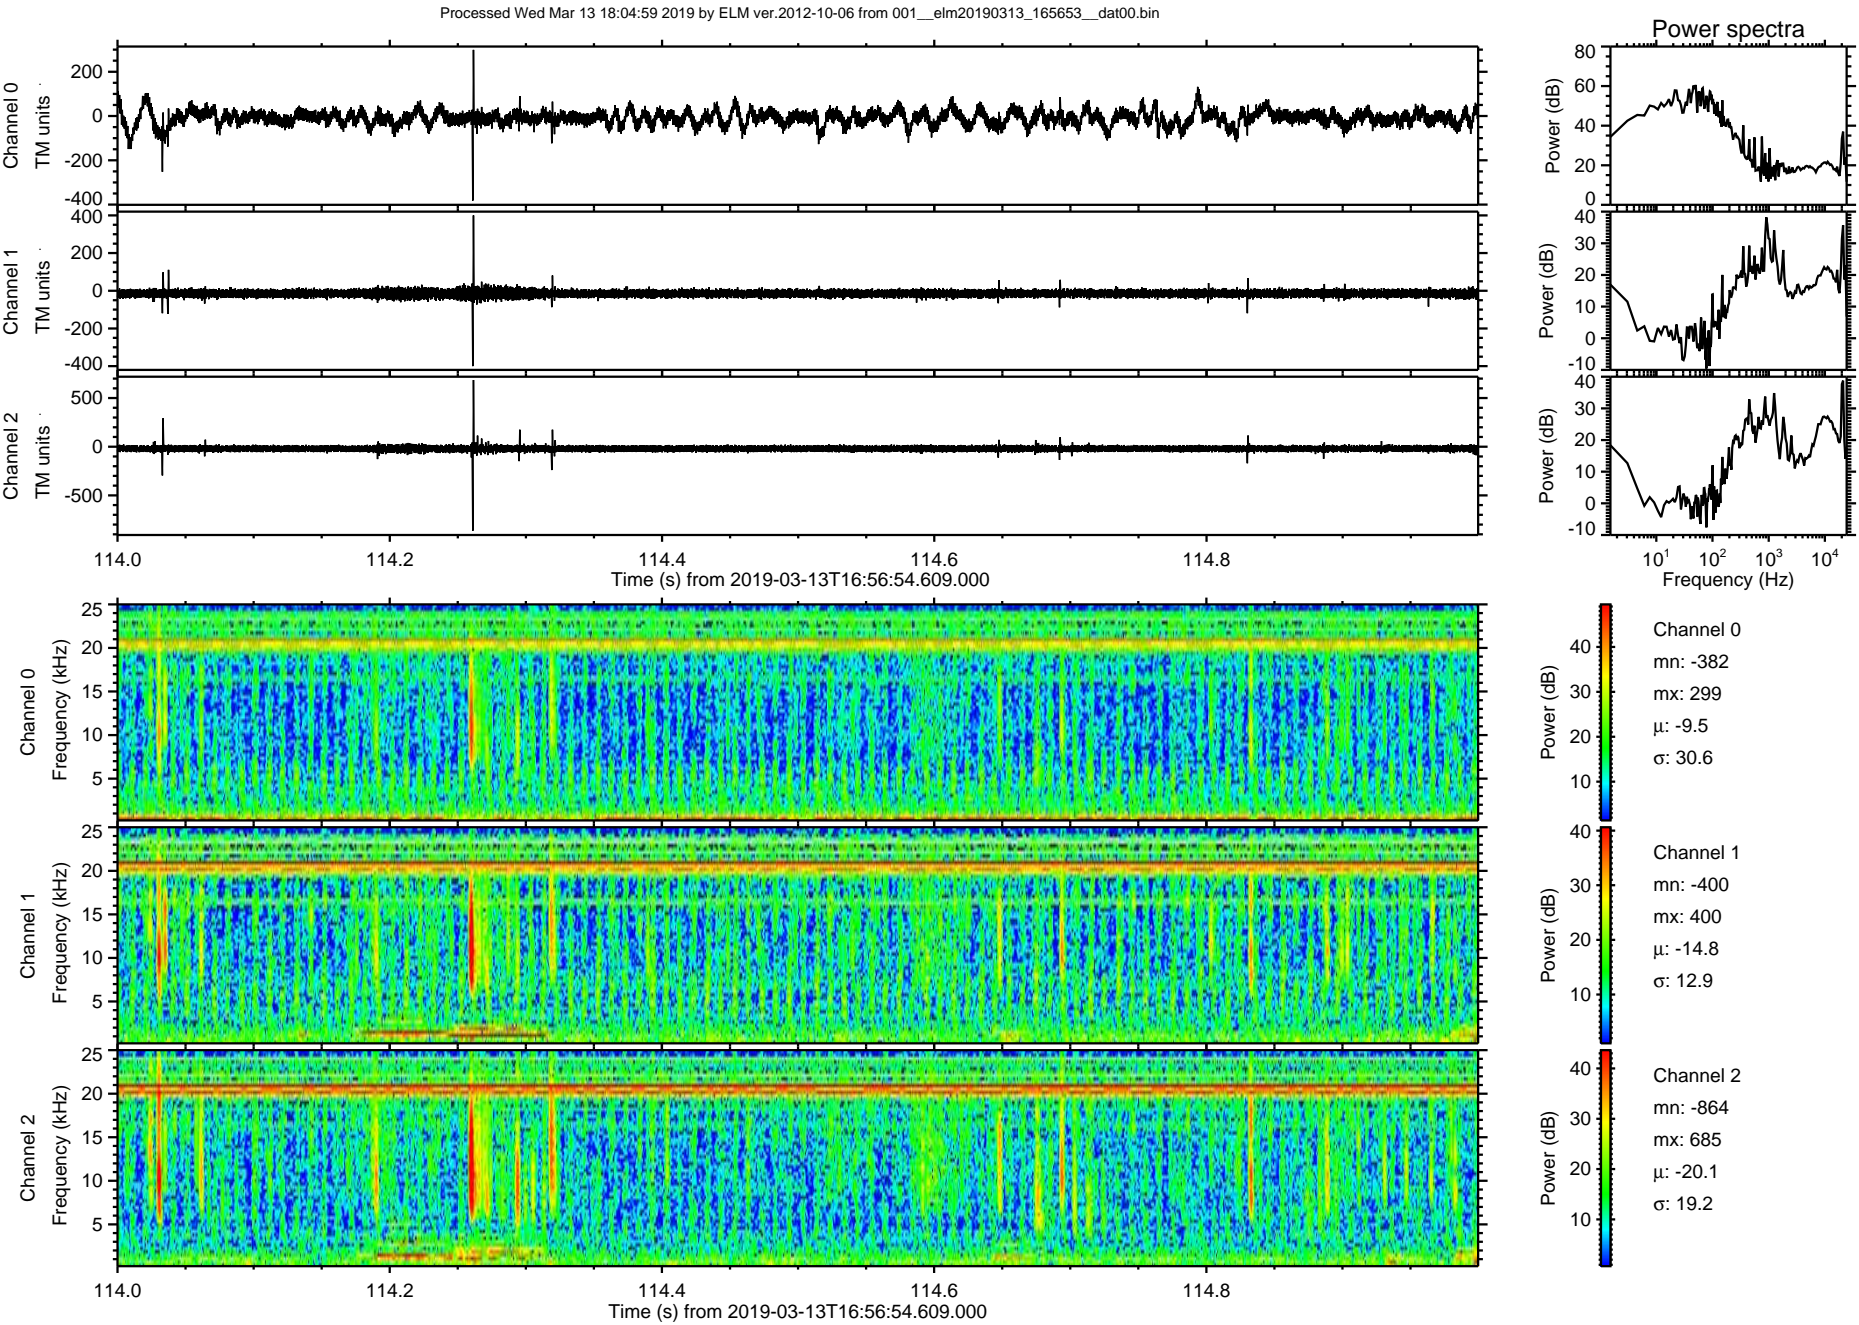 Processed Wed Mar 13 18:04:59 2019 by ELM ver.2012-10-06 from 001__elm20190313_165653__dat00.bin
Power spectra
Channel 0
TM units
200
0
-200
-400
Power (dB)
80
60
40
20
0
Channel 1
TM units
400
200
0
-200
-400
Power (dB)
40
30
20
10
0
-10
Channel 2
TM units
500
0
-500
Power (dB)
40
30
20
10
0
-10
114.0 114.2 114.4 114.6 114.8
Time (s) from 2019-03-13T16:56:54.609.000
10¹ 10² 10³ 10⁴
Frequency (Hz)
Channel 0
Frequency (kHz)
25
20
15
10
5
Power (dB)
40
30
20
10
Channel 0
mn: -382
mx: 299
μ: -9.5
σ: 30.6
Channel 1
Frequency (kHz)
25
20
15
10
5
Power (dB)
40
30
20
10
Channel 1
mn: -400
mx: 400
μ: -14.8
σ: 12.9
Channel 2
Frequency (kHz)
25
20
15
10
5
Power (dB)
40
30
20
10
Channel 2
mn: -864
mx: 685
μ: -20.1
σ: 19.2
114.0 114.2 114.4 114.6 114.8
Time (s) from 2019-03-13T16:56:54.609.000